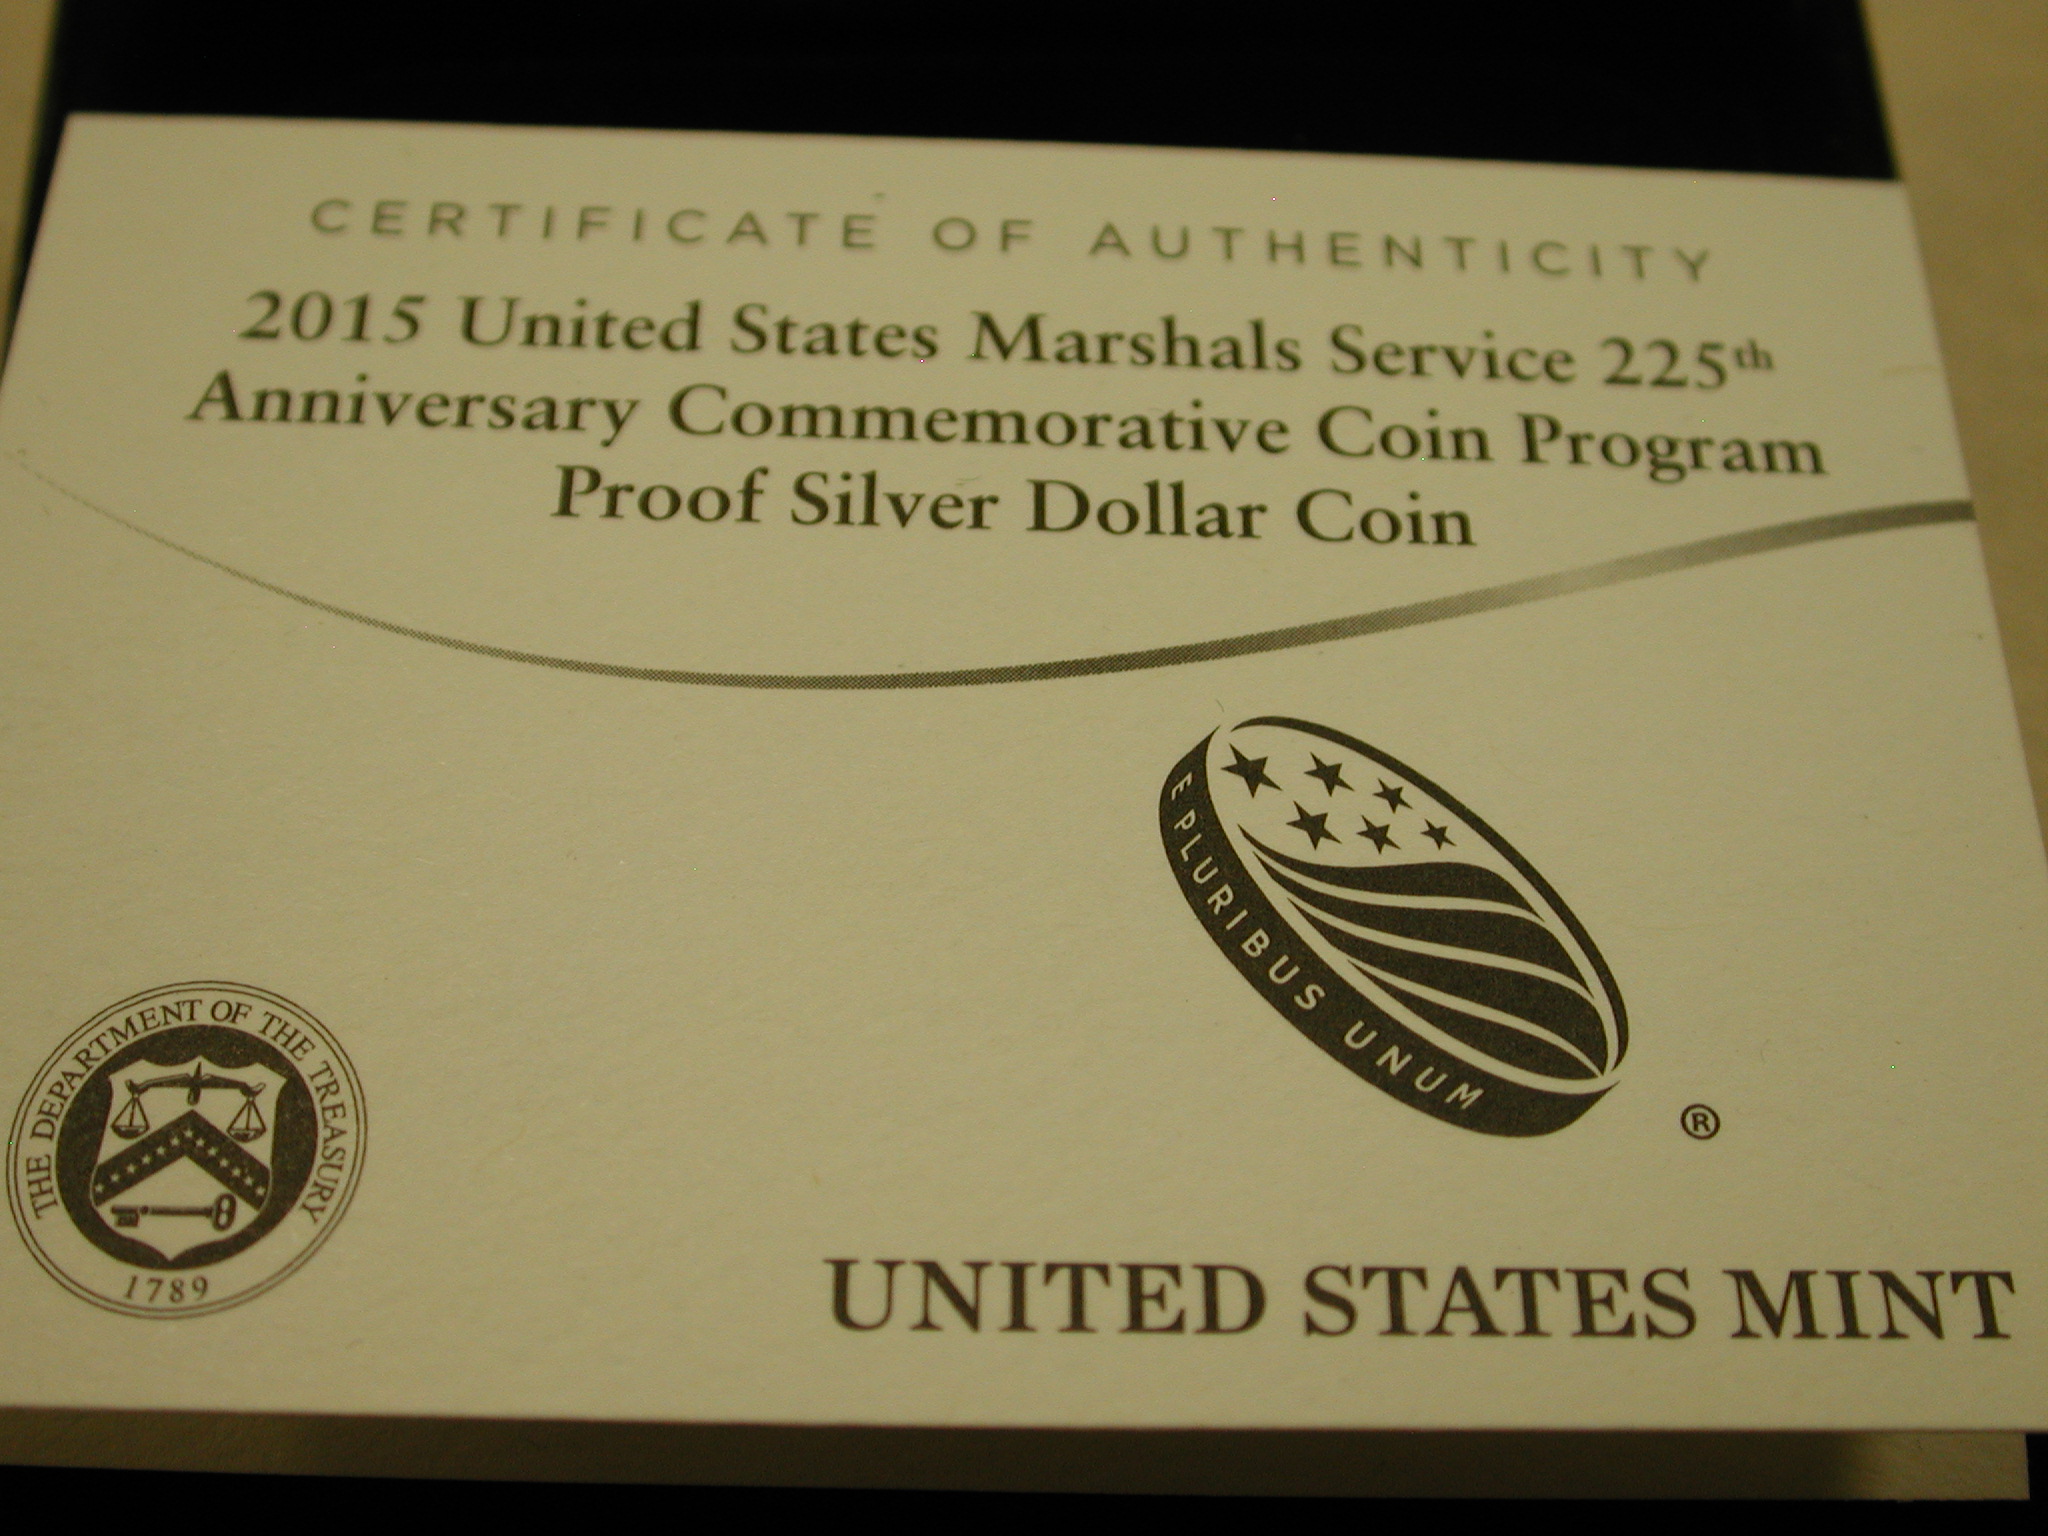 CERTIFICATE OF AUTHENTICITY
2015 United States Marshals Service 225th
Anniversary Commemorative Coin Program
Proof Silver Dollar Coin
E PLURIBUS UNUM
®
THE DEPARTMENT OF THE TREASURY
1789
UNITED STATES MINT